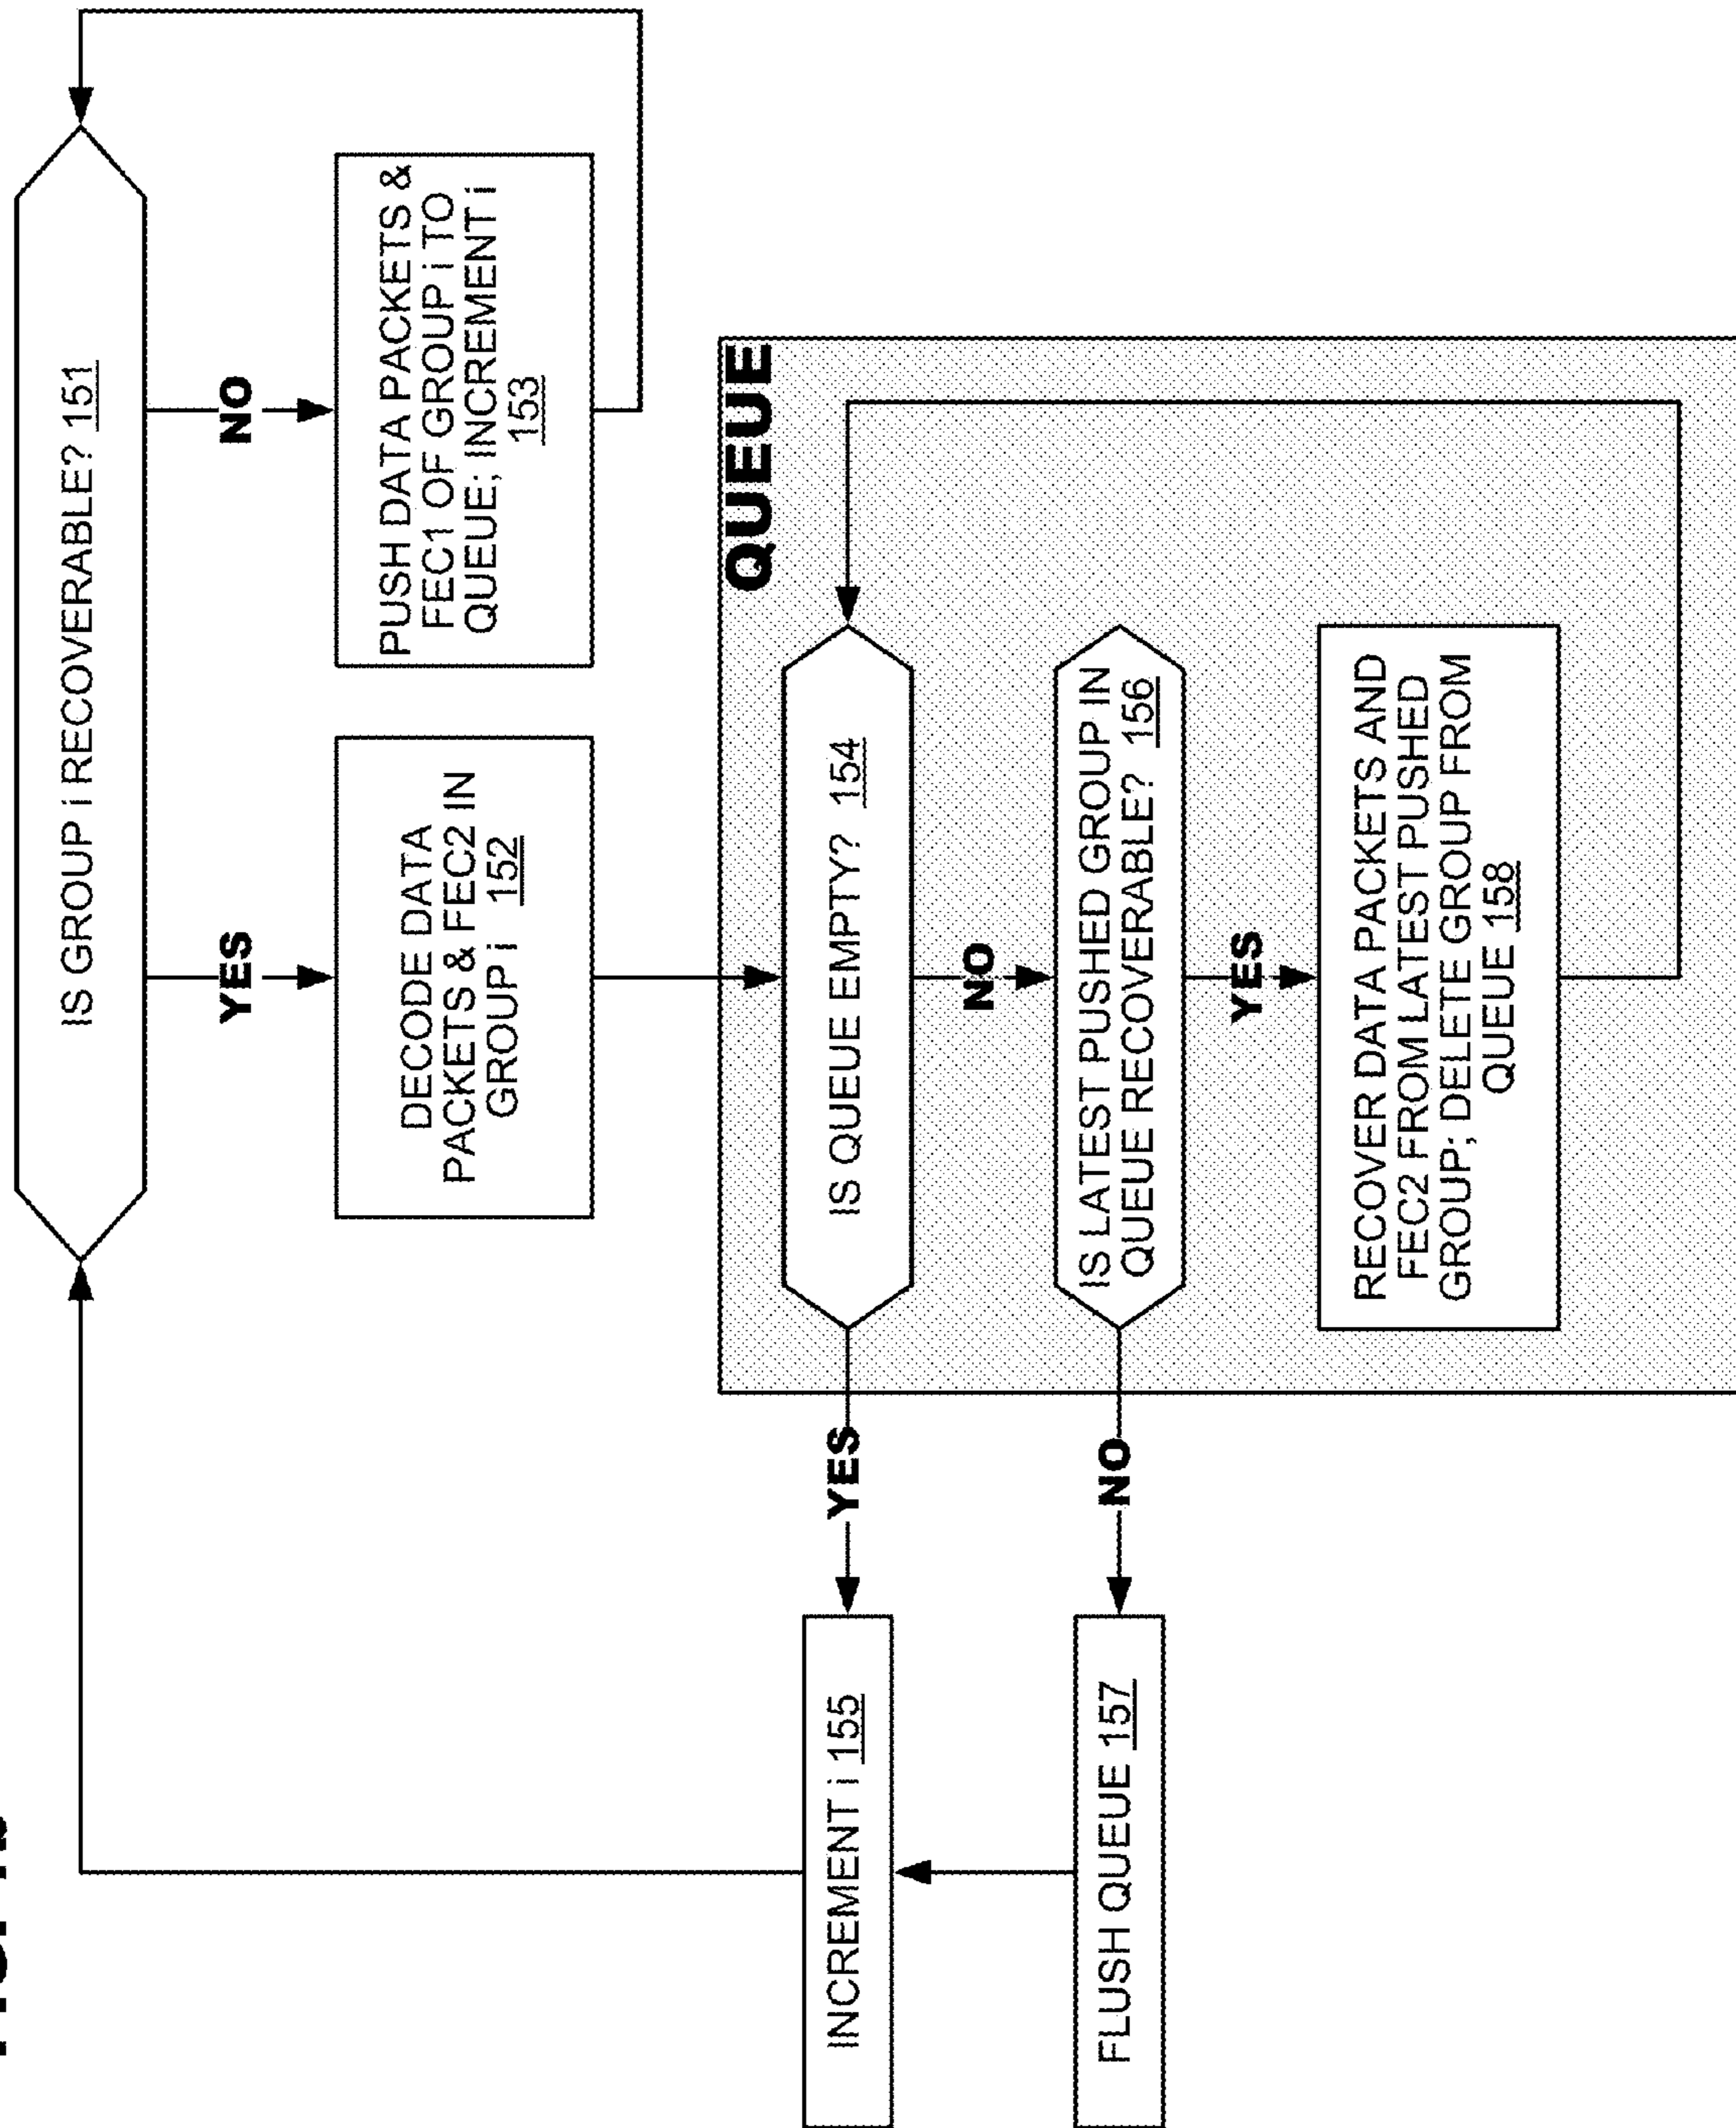 IS GROUP i RECOVERABLE? 151
YES
NO
DECODE DATA
PACKETS & FEC2 IN
GROUP i 152
PUSH DATA PACKETS &
FEC1 OF GROUP i TO
QUEUE; INCREMENT i
153
QUEUE
INCREMENT i 155
YES
IS QUEUE EMPTY? 154
NO
FLUSH QUEUE 157
NO
IS LATEST PUSHED GROUP IN
QUEUE RECOVERABLE? 156
YES
RECOVER DATA PACKETS AND
FEC2 FROM LATEST PUSHED
GROUP; DELETE GROUP FROM
QUEUE 158